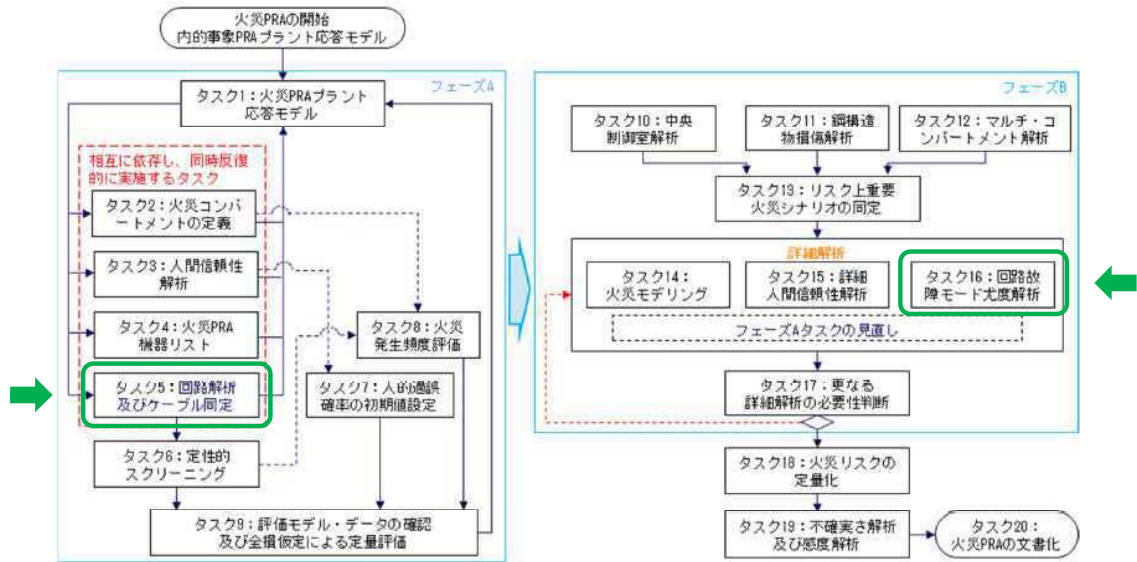 火災PRAの開始
内的事象PRAプラント応答モデル
フェーズA
タスク1：火災PRAプラント
応答モデル
相互に依存し、同時反復
的に実施するタスク
タスク2：火災コンパ
ートメントの定義
タスク3：人間信頼性
解析
タスク4：火災PRA
機器リスト
タスク5：回路解析
及びケーブル同定
タスク6：定性的
スクリーニング
タスク8：火災
発生頻度評価
タスク7：人的過誤
確率の初期値設定
タスク9：評価モデル・データの確認
及び全損仮定による定量評価
フェーズB
タスク10：中央
制御室解析
タスク11：鋼構造
物損傷解析
タスク12：マルチ・コ
ンパートメント解析
タスク13：リスク上重要
火災シナリオの同定
詳細解析
タスク14：
火災モデリング
タスク15：詳細
人間信頼性解析
タスク16：回路故
障モード尤度解析
フェーズAタスクの見直し
タスク17：更なる
詳細解析の必要性判断
タスク18：火災リスクの
定量化
タスク19：不確実さ解析
及び感度解析
タスク20：
火災PRAの文書化